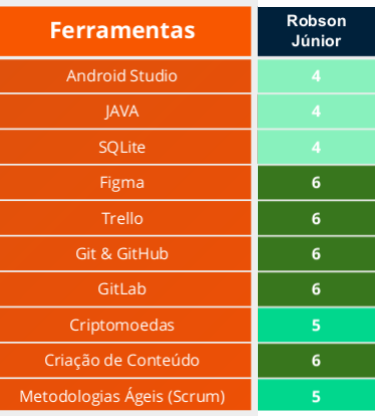 Ferramentas Robson
Júnior
Android Studio 4
JAVA 4
SQLite 4
Figma 6
Trello 6
Git & GitHub 6
GitLab 6
Criptomoedas 5
Criação de Conteúdo 6
Metodologias Ágeis (Scrum) 5